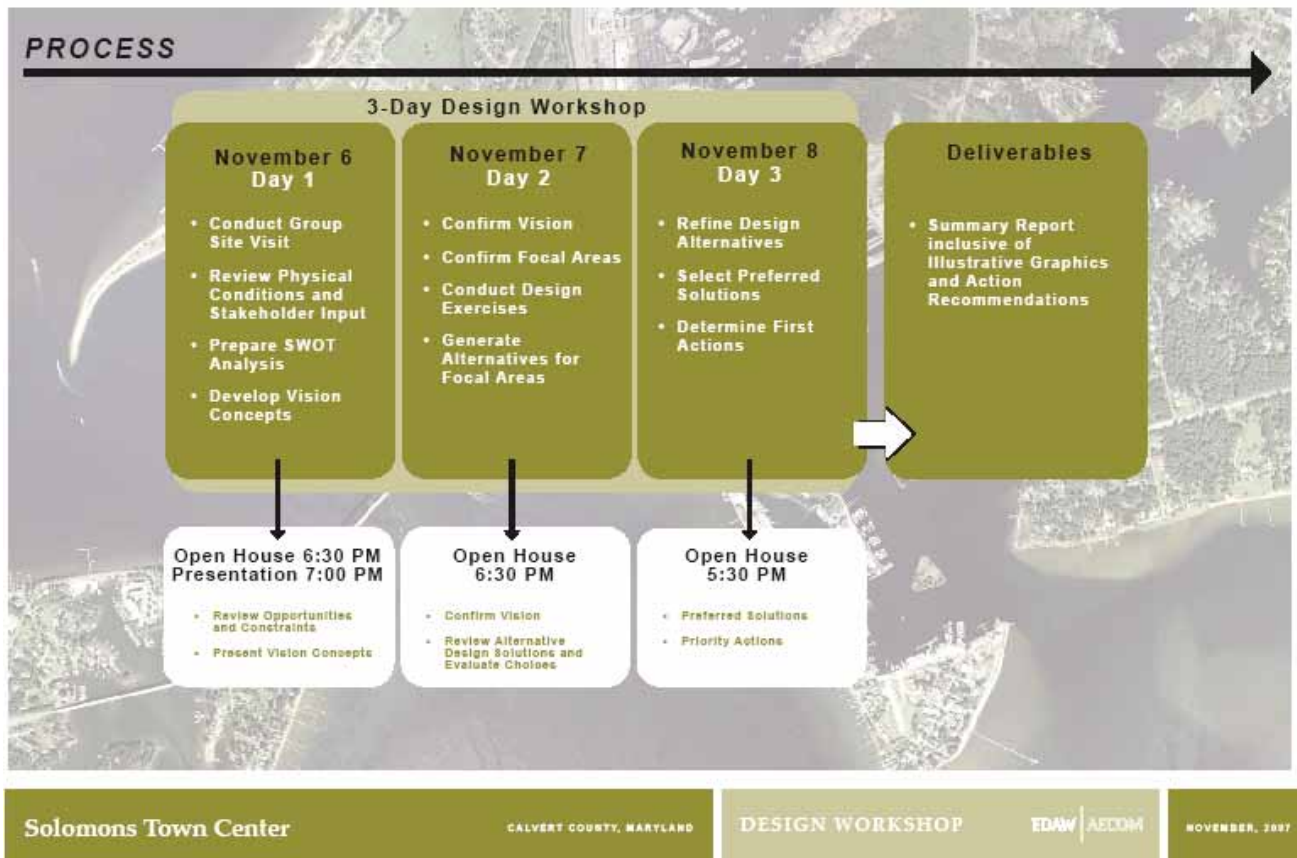 PROCESS
3-Day Design Workshop
November 6
Day 1
• Conduct Group
Site Visit
• Review Physical
Conditions and
Stakeholder Input
• Prepare SWOT
Analysis
• Develop Vision
Concepts
November 7
Day 2
• Confirm Vision
• Confirm Focal Areas
• Conduct Design
Exercises
• Generate
Alternatives for
Focal Areas
November 8
Day 3
• Refine Design
Alternatives
• Select Preferred
Solutions
• Determine First
Actions
Deliverables
• Summary Report
inclusive of
Illustrative Graphics
and Action
Recommendations
Open House 6:30 PM
Presentation 7:00 PM
• Review Opportunities
and Constraints
• Present Vision Concepts
Open House
6:30 PM
• Confirm Vision
• Review Alternative
Design Solutions and
Evaluate Choices
Open House
5:30 PM
• Preferred Solutions
• Priority Actions
Solomons Town Center
CALVERT COUNTY, MARYLAND
DESIGN WORKSHOP
EDAW | AECOM
NOVEMBER, 2007